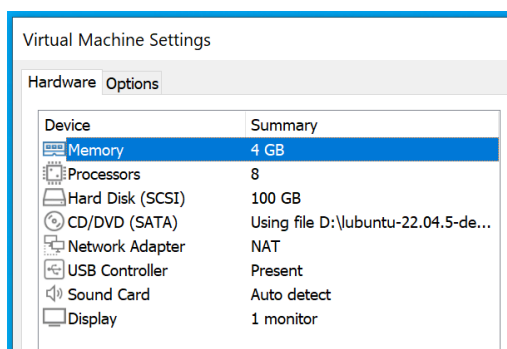 Virtual Machine Settings
Hardware Options
Device Summary
Memory 4 GB
Processors 8
Hard Disk (SCSI) 100 GB
CD/DVD (SATA) Using file D:\lubuntu-22.04.5-de...
Network Adapter NAT
USB Controller Present
Sound Card Auto detect
Display 1 monitor